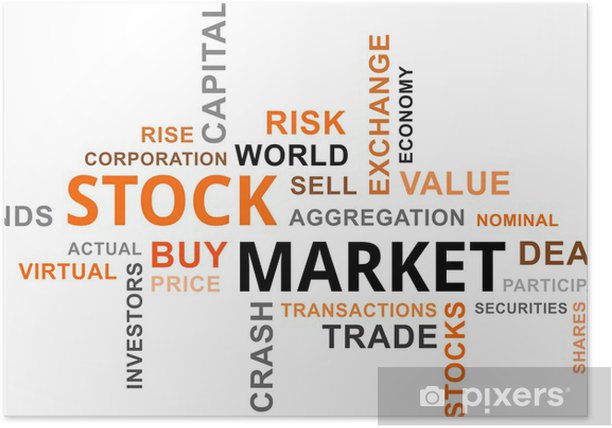 CAPITAL
EXCHANGE
ECONOMY
RISE
RISK
CORPORATION
WORLD
STOCK
SELL
VALUE
NDS
AGGREGATION
NOMINAL
ACTUAL
BUY
MARKET
DEA
VIRTUAL
PRICE
PARTICIP
INVESTORS
CRASH
TRANSACTIONS
SECURITIES
TRADE
STOCKS
SHARES
pixers